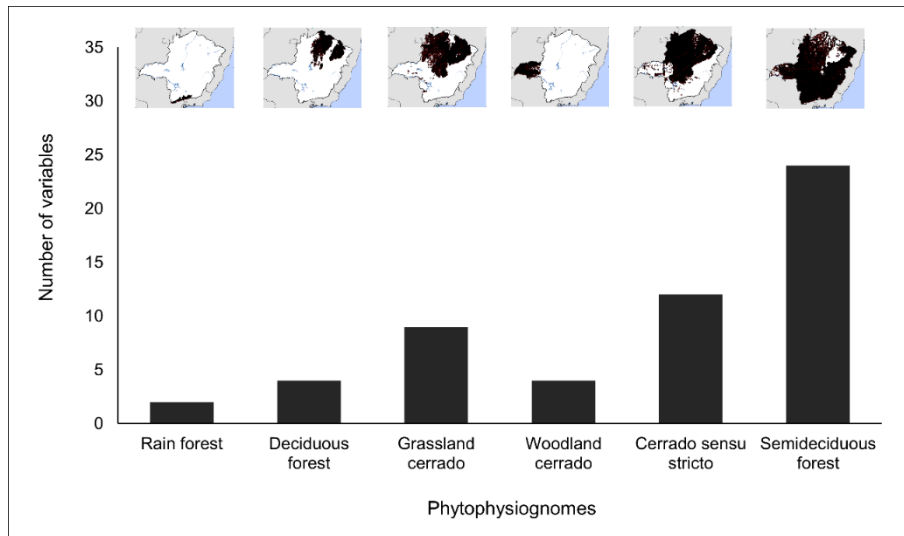 35
30
25
20
15
10
5
0
Number of variables
Rain forest
Deciduous
forest
Grassland
cerrado
Woodland
cerrado
Cerrado sensu
stricto
Semideciduous
forest
Phytophysiognomes